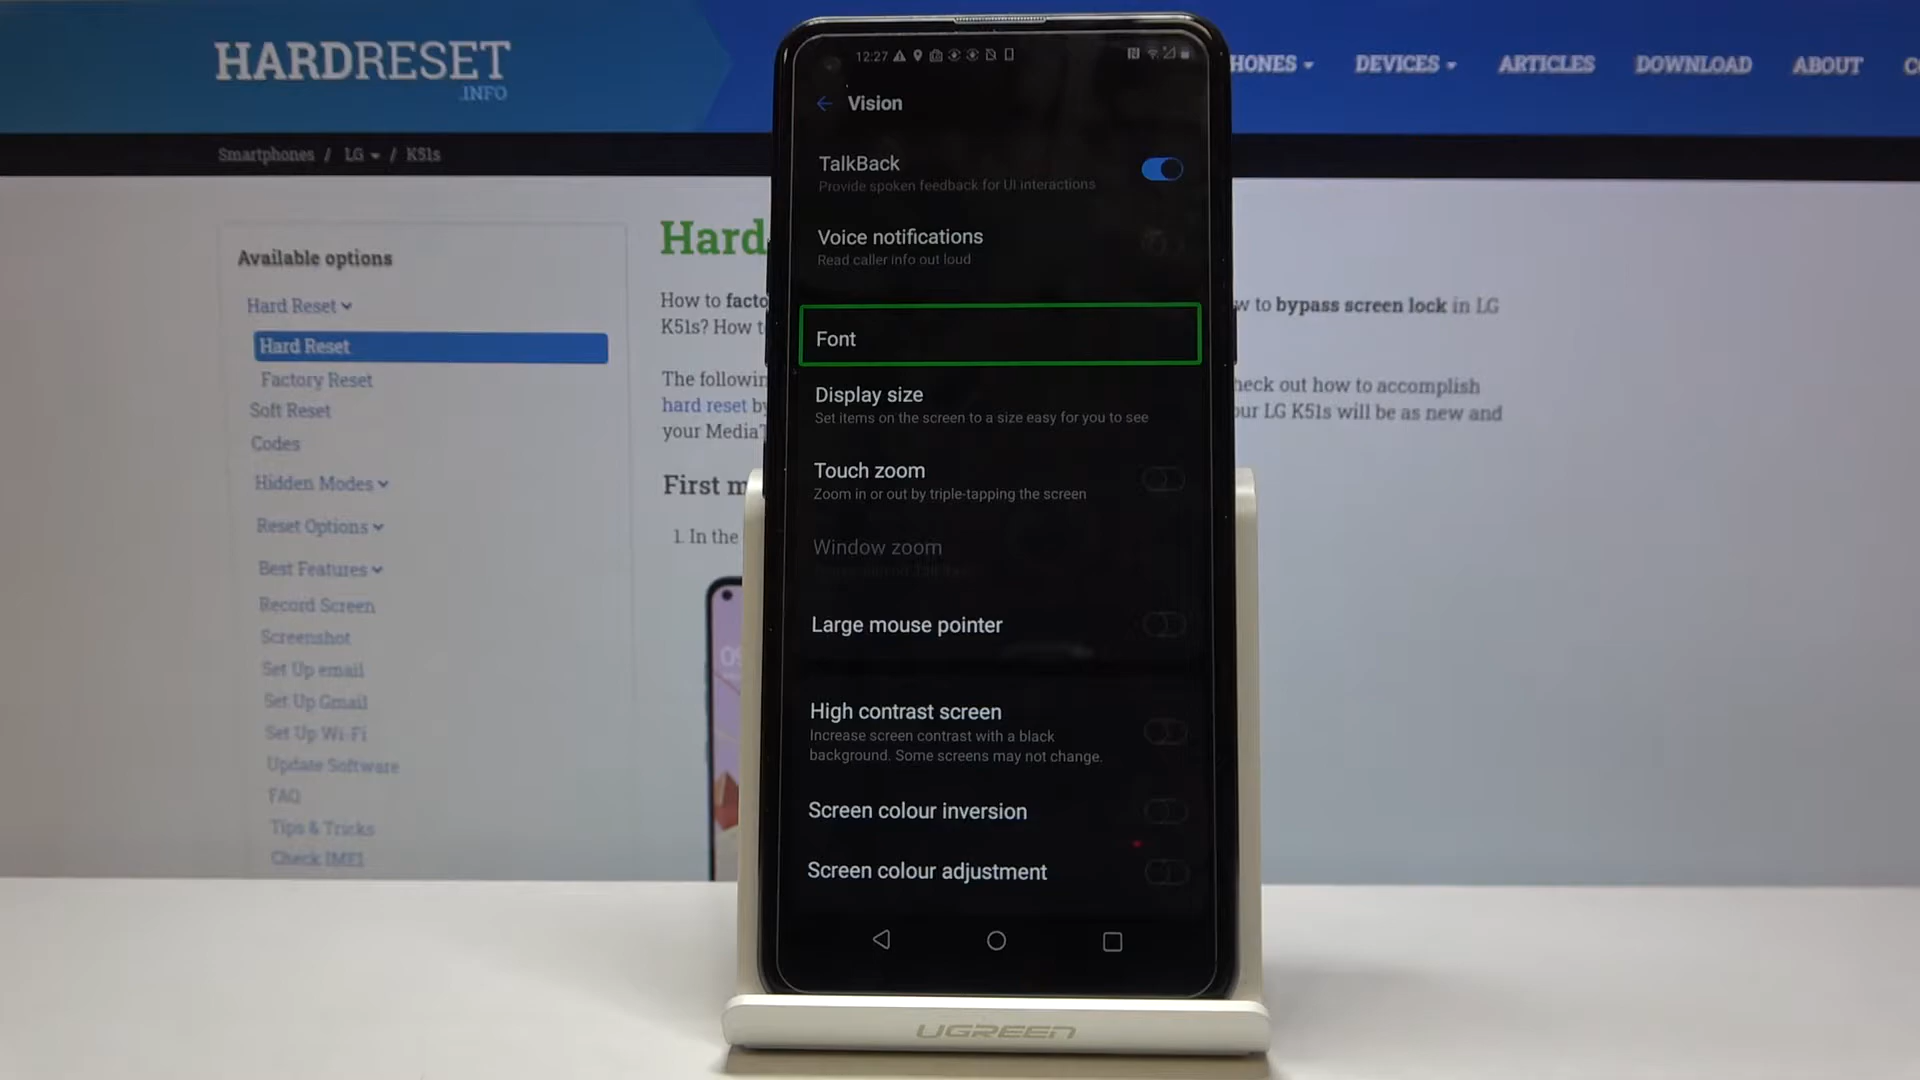 HARDRESET
.INFO
HONES
DEVICES
ARTICLES
DOWNLOAD
ABOUT
Smartphones / LG / K51s
Available options
Hard Reset
Hard Reset
Factory Reset
Soft Reset
Codes
Hidden Modes
Reset Options
Best Features
Record Screen
Screenshot
Set Up email
Set Up Gmail
Set Up Wi-Fi
Update Software
FAQ
Tips & Tricks
Check IMEI
Hard
How to facto
w to bypass screen lock in LG
K51s? How t
The followin
heck out how to accomplish
hard reset by
ur LG K51s will be as new and
your MediaT
First m
1. In the
12:27
Vision
TalkBack
Provide spoken feedback for UI interactions
Voice notifications
Read caller info out loud
Font
Display size
Set items on the screen to a size easy for you to see
Touch zoom
Zoom in or out by triple-tapping the screen
Window zoom
Large mouse pointer
High contrast screen
Increase screen contrast with a black
background. Some screens may not change.
Screen colour inversion
Screen colour adjustment
UGREEN